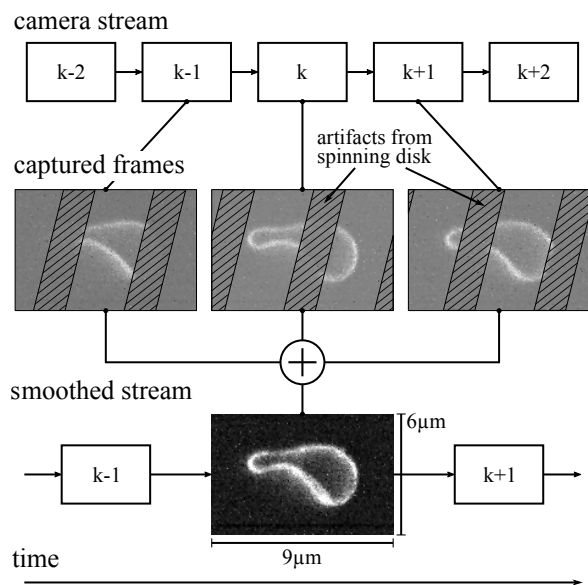 camera stream
k-2
k-1
k
k+1
k+2
artifacts from
spinning disk
captured frames
smoothed stream
6µm
k-1
k+1
9µm
time